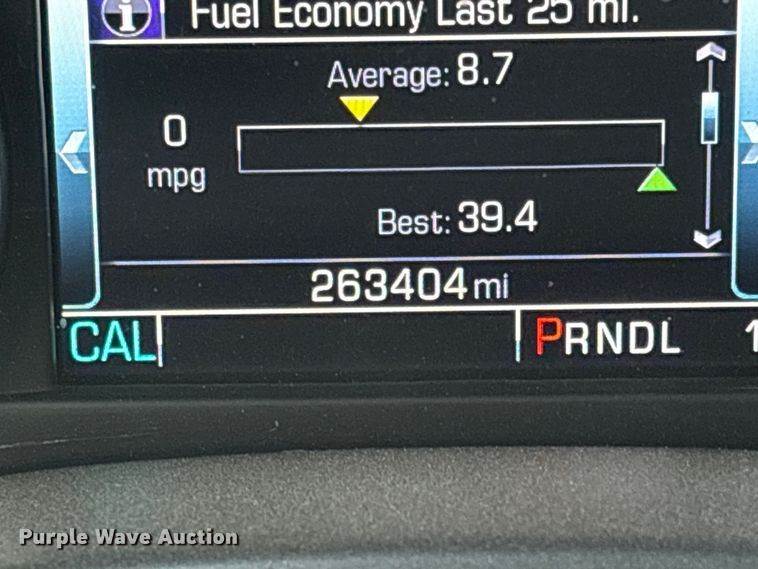 Fuel Economy Last 25 mi.
Average: 8.7
0
mpg
Best: 39.4
263404 mi
CAL
PRNDL
Purple Wave Auction